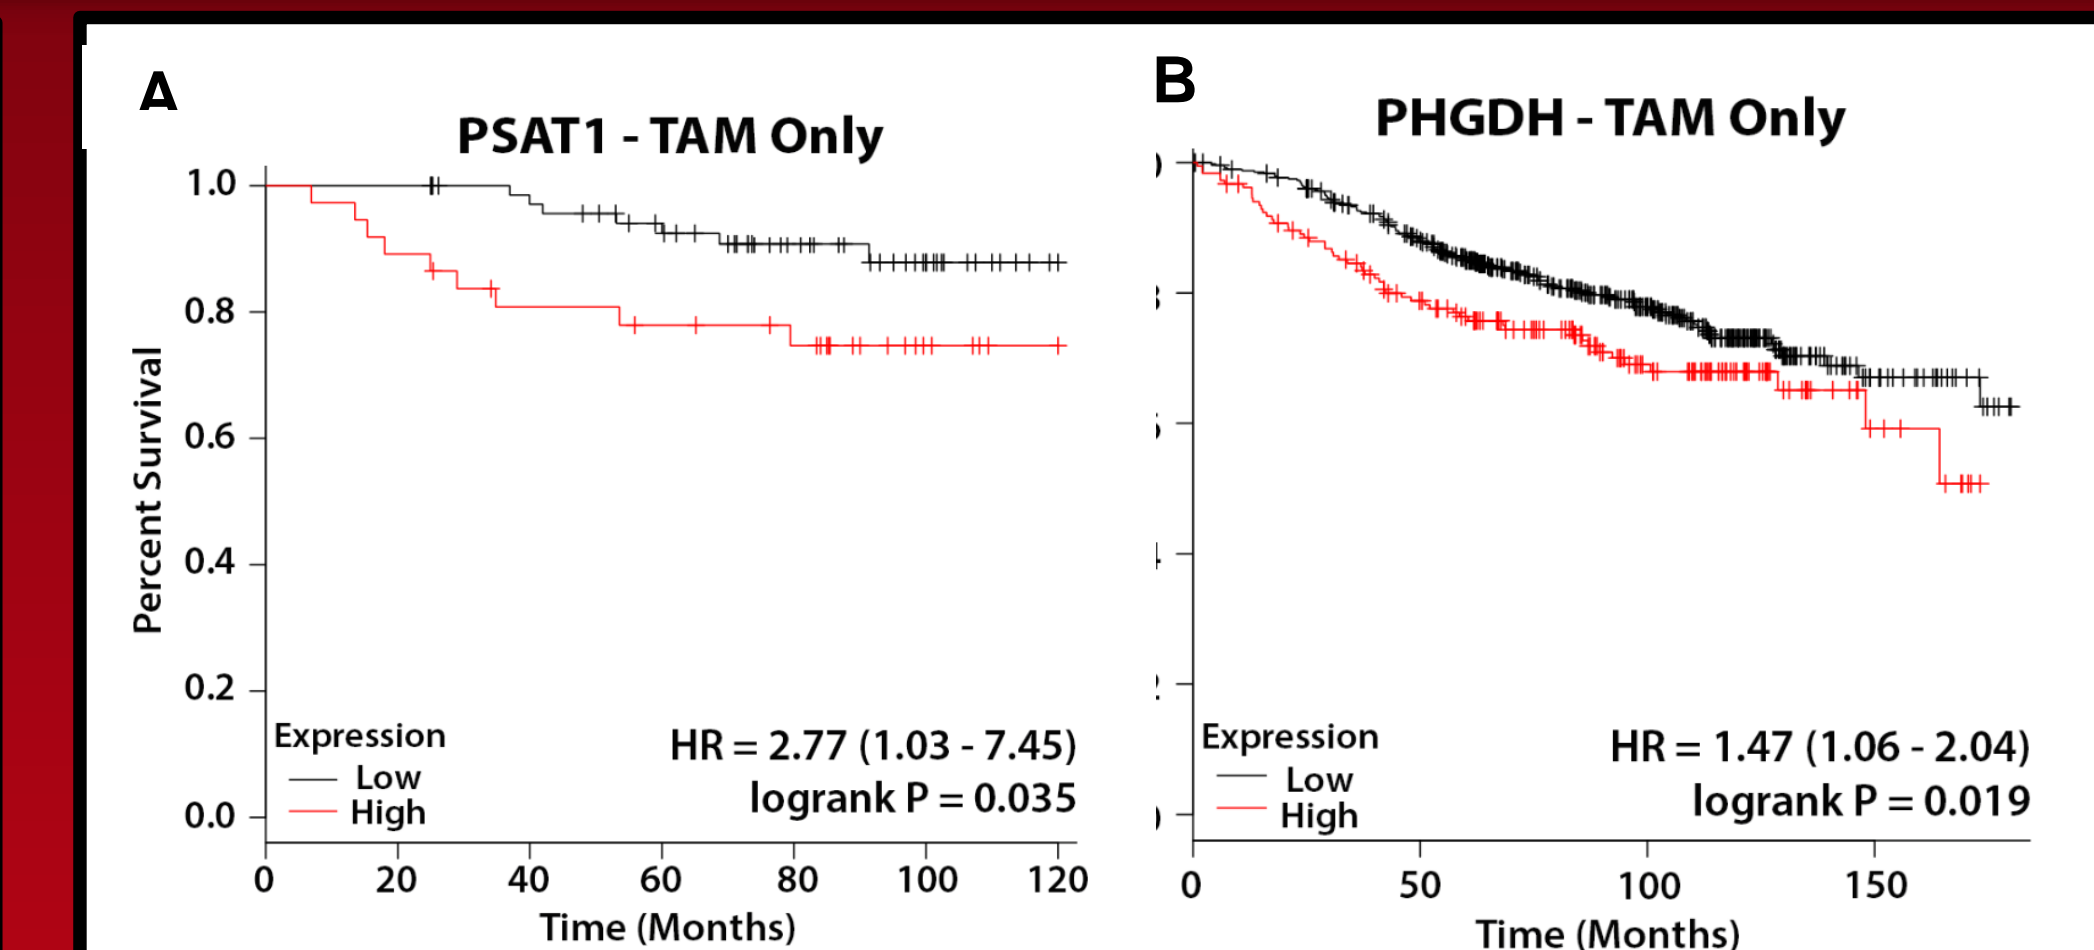 A
PSAT1 - TAM Only
Percent Survival
1.0
0.8
0.6
0.4
0.2
0.0
Expression
Low
High
HR = 2.77 (1.03 - 7.45)
logrank P = 0.035
0 20 40 60 80 100 120
Time (Months)
B
PHGDH - TAM Only
Expression
Low
High
HR = 1.47 (1.06 - 2.04)
logrank P = 0.019
0 50 100 150
Time (Months)